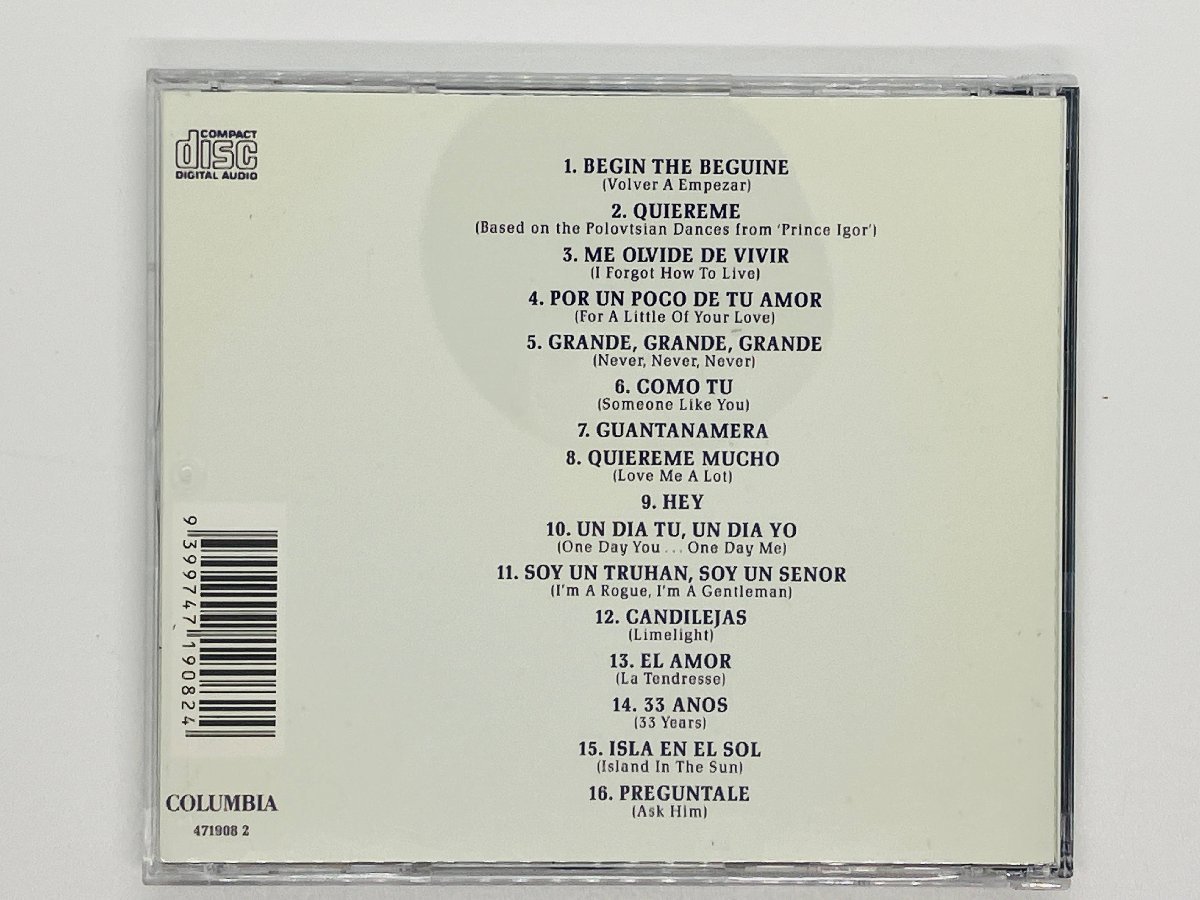 COMPACT
disc
DIGITAL AUDIO
1. BEGIN THE BEGUINE
(Volver A Empezar)
2. QUIEREME
(Based on the Polovtsian Dances from 'Prince Igor')
3. ME OLVIDE DE VIVIR
(I Forgot How To Live)
4. POR UN POCO DE TU AMOR
(For A Little Of Your Love)
5. GRANDE, GRANDE, GRANDE
(Never, Never, Never)
6. COMO TU
(Someone Like You)
7. GUANTANAMERA
8. QUIEREME MUCHO
(Love Me A Lot)
9. HEY
10. UN DIA TU, UN DIA YO
(One Day You ... One Day Me)
11. SOY UN TRUHAN, SOY UN SENOR
(I'm A Rogue, I'm A Gentleman)
12. CANDILEJAS
(Limelight)
13. EL AMOR
(La Tendresse)
14. 33 ANOS
(33 Years)
15. ISLA EN EL SOL
(Island In The Sun)
16. PREGUNTALE
(Ask Him)
9 399747 190824
COLUMBIA
471908 2